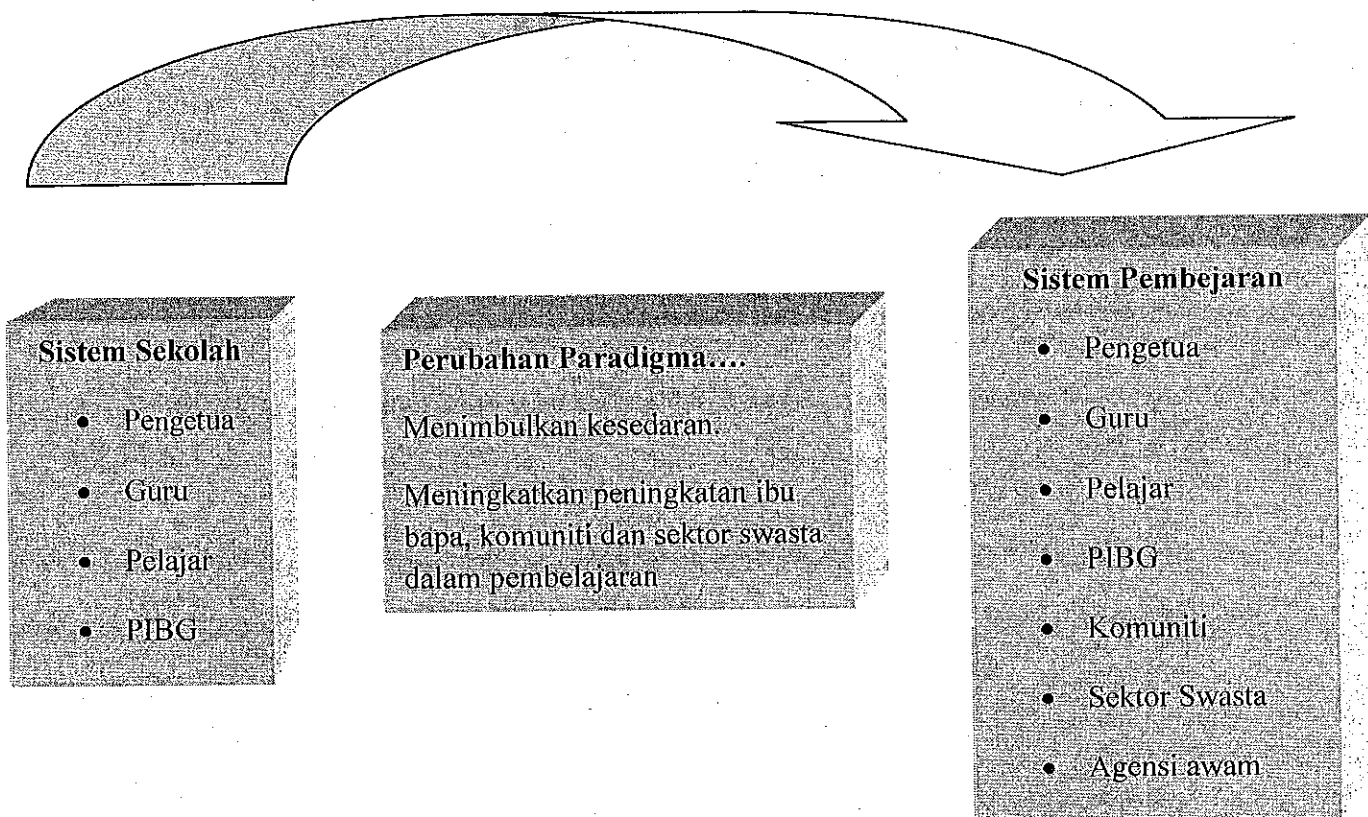 Sistem Sekolah
• Pengetua
• Guru
• Pelajar
• PIBG
Perubahan Paradigma....
Menimbulkan kesedaran.
Meningkatkan peningkatan ibu
bapa, komuniti dan sektor swasta
dalam pembelajaran
Sistem Pembejaran
• Pengetua
• Guru
• Pelajar
• PIBG
• Komuniti
• Sektor Swasta
• Agensi awam